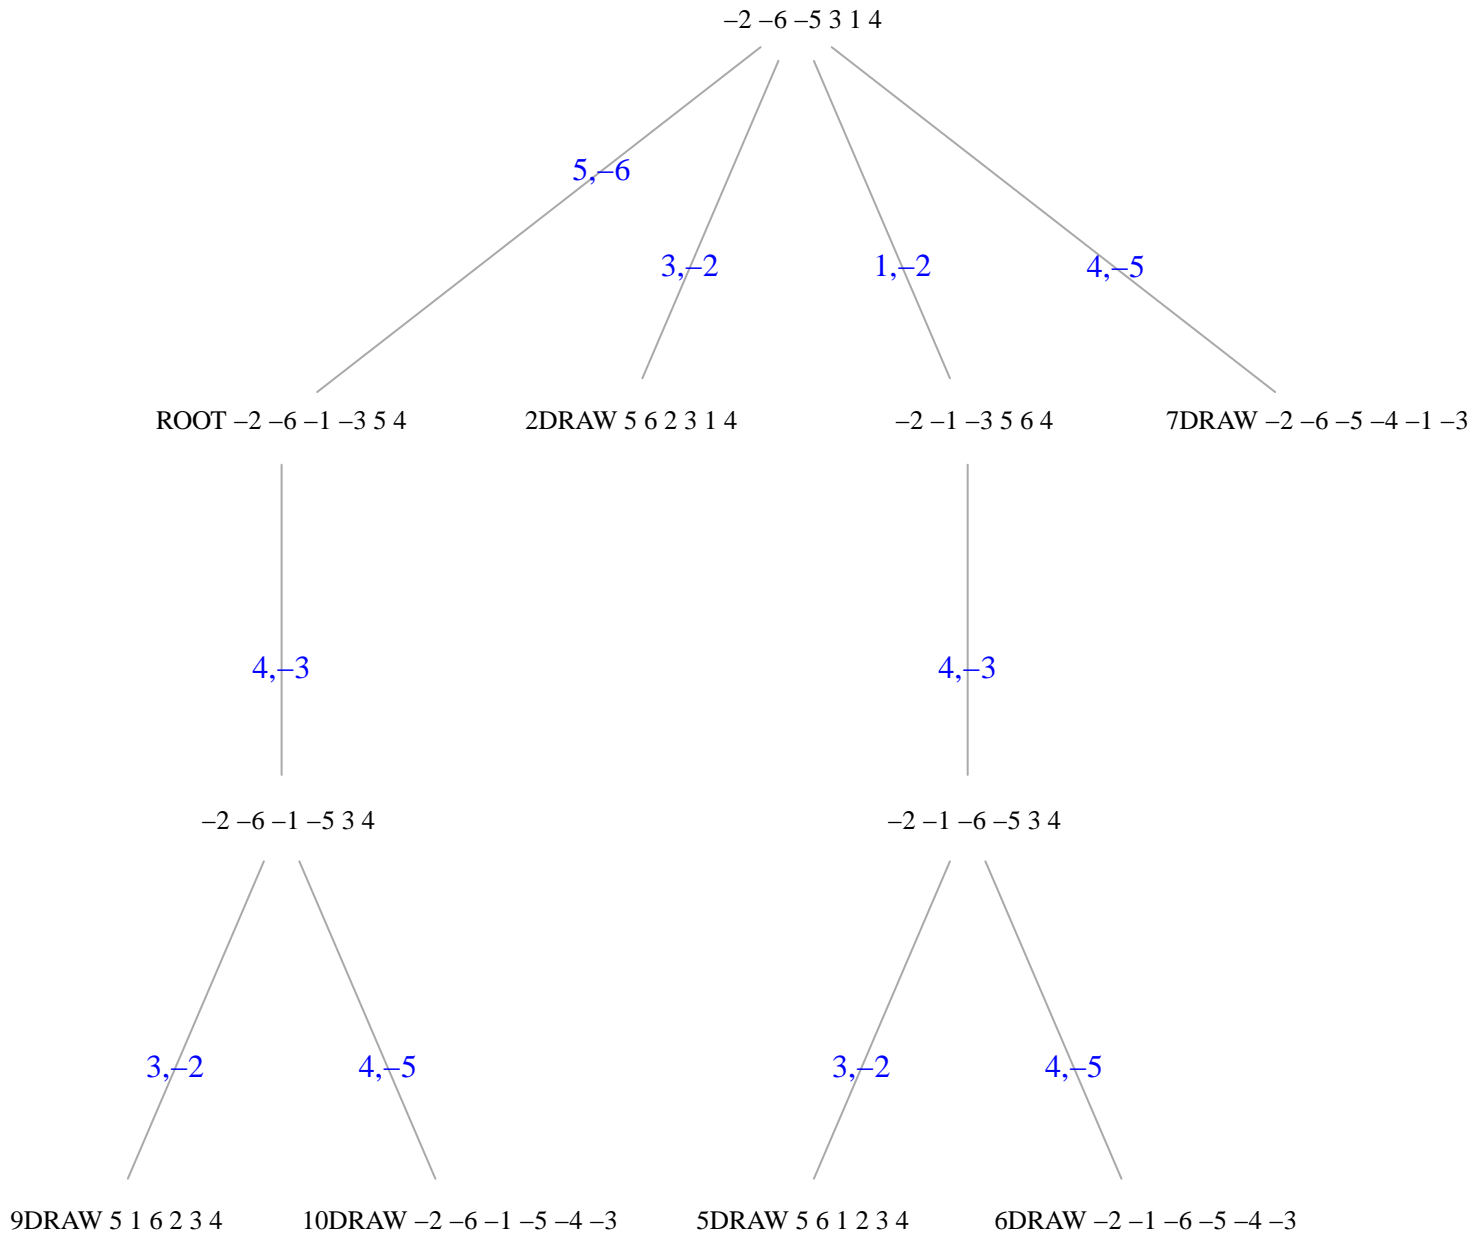 –2 –6 –5 3 1 4
5,–6
3,–2
1,–2
4,–5
ROOT –2 –6 –1 –3 5 4
2DRAW 5 6 2 3 1 4
–2 –1 –3 5 6 4
7DRAW –2 –6 –5 –4 –1 –3
4,–3
4,–3
–2 –6 –1 –5 3 4
–2 –1 –6 –5 3 4
3,–2
4,–5
3,–2
4,–5
9DRAW 5 1 6 2 3 4
10DRAW –2 –6 –1 –5 –4 –3
5DRAW 5 6 1 2 3 4
6DRAW –2 –1 –6 –5 –4 –3